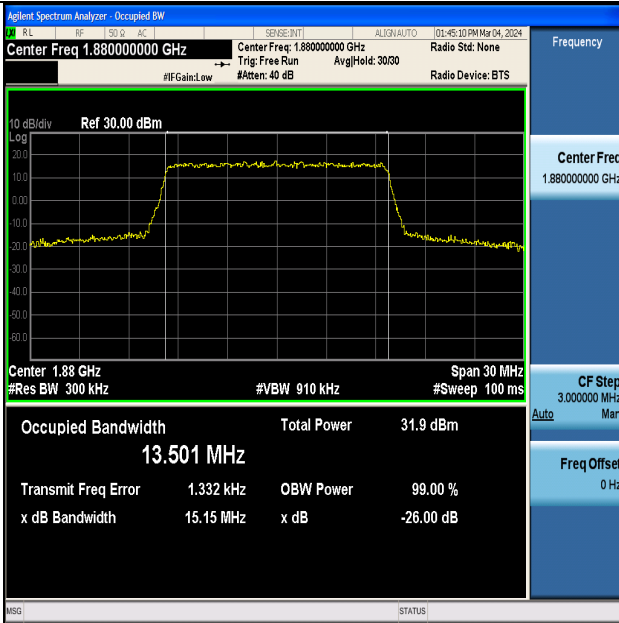 Agilent Spectrum Analyzer - Occupied BW
LXI RL RF 50 Ω AC SENSE:INT ALIGN AUTO 01:45:10 PM Mar 04, 2024
Center Freq 1.880000000 GHz
Center Freq: 1.880000000 GHz
Radio Std: None
Trig: Free Run Avg|Hold: 30/30
#IFGain:Low
#Atten: 40 dB
Radio Device: BTS
Frequency
10 dB/div Ref 30.00 dBm
Log
20.0
10.0
0.00
-10.0
-20.0
-30.0
-40.0
-50.0
-60.0
Center 1.88 GHz
Span 30 MHz
#Res BW 300 kHz
#VBW 910 kHz
#Sweep 100 ms
Center Freq
1.880000000 GHz
CF Step
3.000000 MHz
Auto Man
Freq Offset
0 Hz
Occupied Bandwidth
Total Power 31.9 dBm
13.501 MHz
Transmit Freq Error 1.332 kHz
OBW Power 99.00 %
x dB Bandwidth 15.15 MHz
x dB -26.00 dB
MSG
STATUS